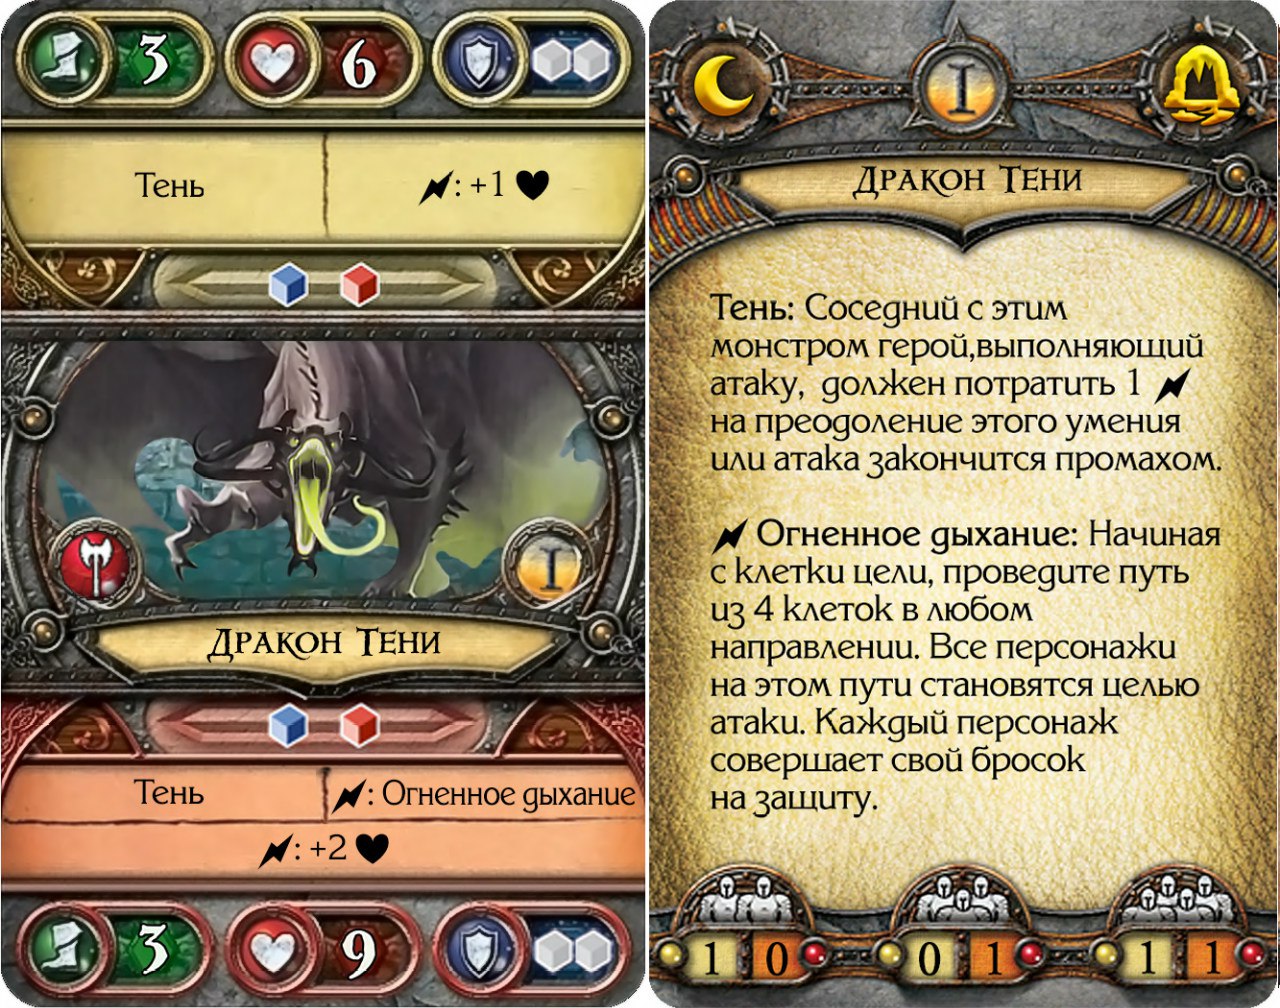 3 6
Тень
: +1
Дракон Тени
I
Тень
: Огненное дыхание
: +2
3 9
I
Дракон Тени
Тень: Соседний с этим
монстром герой,выполняющий
атаку, должен потратить 1
на преодоление этого умения
или атака закончится промахом.
Огненное дыхание: Начиная
с клетки цели, проведите путь
из 4 клеток в любом
направлении. Все персонажи
на этом пути становятся целью
атаки. Каждый персонаж
совершает свой бросок
на защиту.
1 0 0 1 1 1